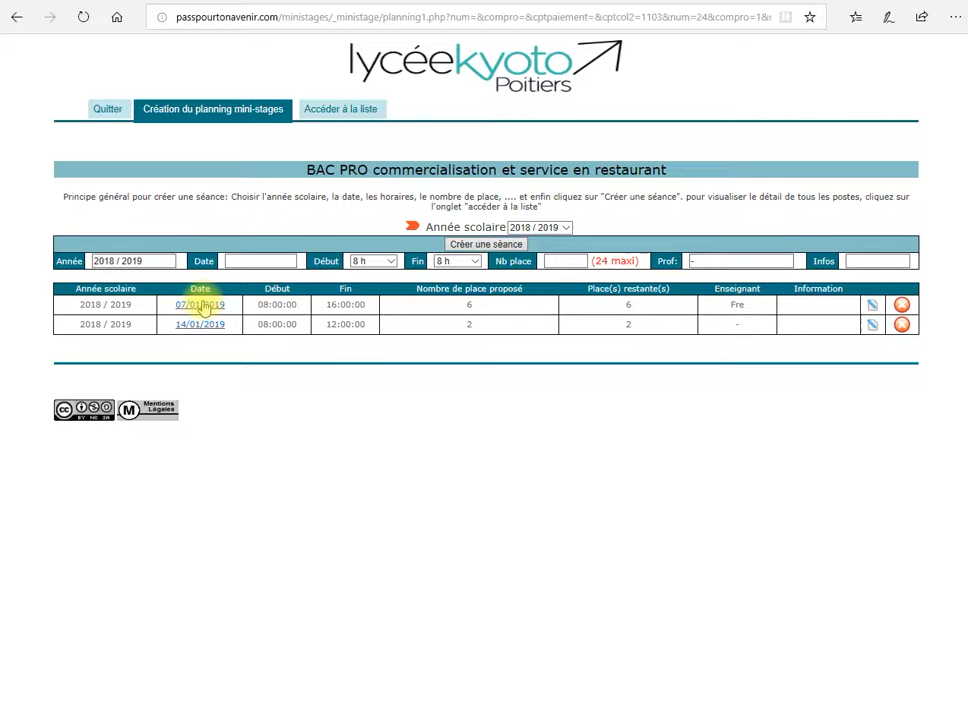 passpourtonavenir.com/ministages/_ministage/planning1.php?num=&compro=&cptpaiement=&cptcol2=1103&num=24&compro=1&
lycéekyoto
Poitiers
Quitter Création du planning mini-stages Accéder à la liste
BAC PRO commercialisation et service en restaurant
Principe général pour créer une séance: Choisir l'année scolaire, la date, les horaires, le nombre de place, .... et enfin cliquez sur "Créer une séance". pour visualiser le détail de tous les postes, cliquez sur
l'onglet "accéder à la liste"
Année scolaire 2018 / 2019
Créer une séance
Année 2018 / 2019 Date Début 8 h Fin 8 h Nb place (24 maxi) Prof: - Infos
Année scolaire Date Début Fin Nombre de place proposé Place(s) restante(s) Enseignant Information
2018 / 2019 07/01/2019 08:00:00 16:00:00 6 6 Fre
2018 / 2019 14/01/2019 08:00:00 12:00:00 2 2 -
cc BY NC SA M Mentions
Légales